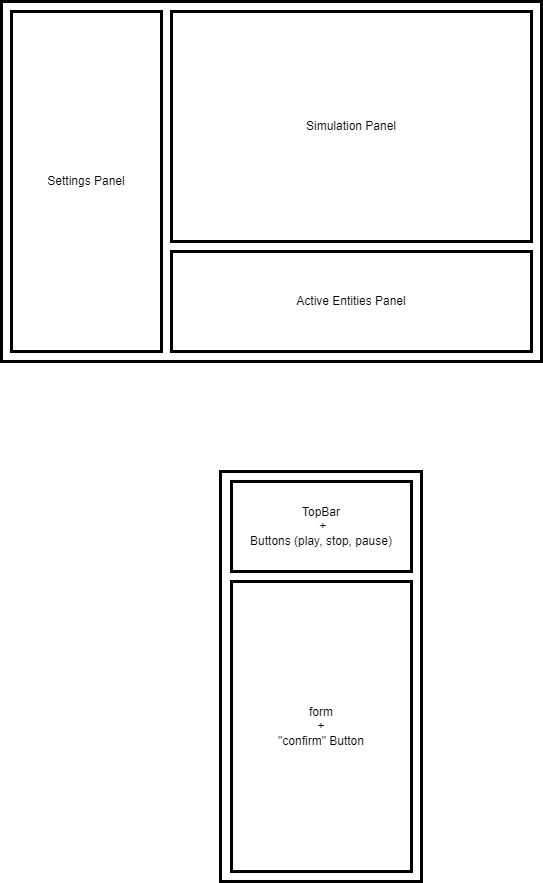 Settings Panel
Simulation Panel
Active Entities Panel
TopBar
+
Buttons (play, stop, pause)
form
+
"confirm" Button